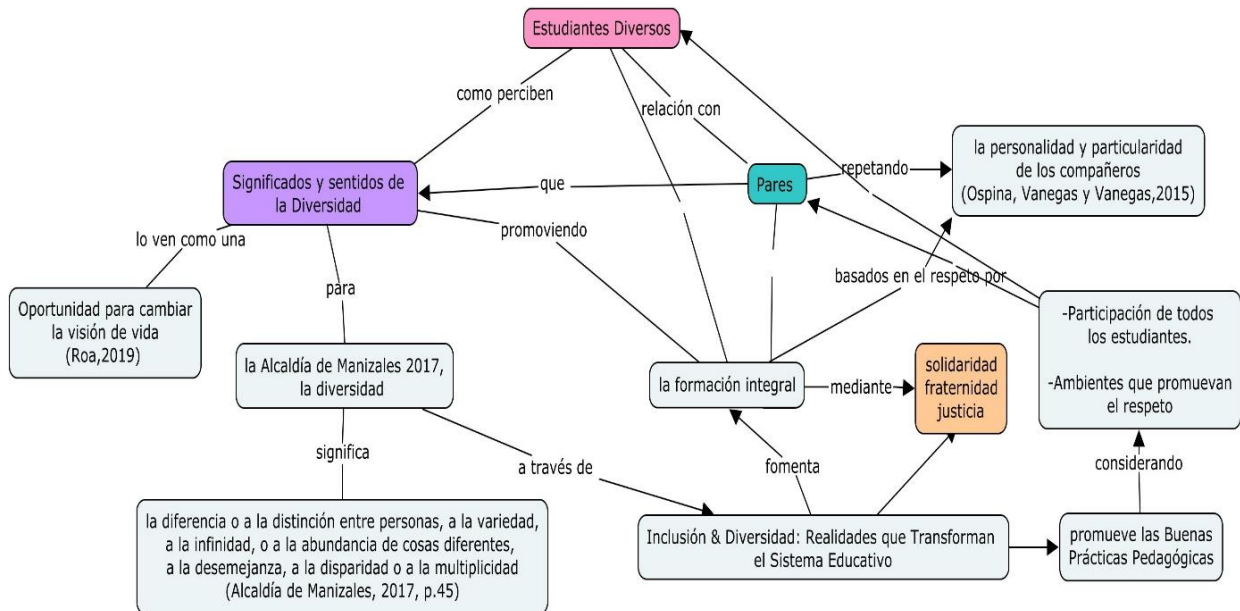 Estudiantes Diversos
como perciben
relación con
la personalidad y particularidad
de los compañeros
(Ospina, Vanegas y Vanegas,2015)
repetando
Pares
que
Significados y sentidos de
la Diversidad
promoviendo
lo ven como una
basados en el respeto por
para
Oportunidad para cambiar
la visión de vida
(Roa,2019)
-Participación de todos
los estudiantes.
-Ambientes que promuevan
el respeto
la Alcaldía de Manizales 2017,
la diversidad
la formación integral
mediante
solidaridad
fraternidad
justicia
significa
a través de
fomenta
considerando
la diferencia o a la distinción entre personas, a la variedad,
a la infinidad, o a la abundancia de cosas diferentes,
a la desemejanza, a la disparidad o a la multiplicidad
(Alcaldía de Manizales, 2017, p.45)
Inclusión & Diversidad: Realidades que Transforman
el Sistema Educativo
promueve las Buenas
Prácticas Pedagógicas